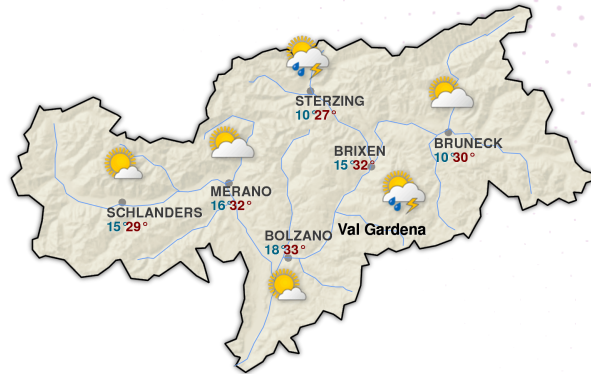 STERZING
10°27°
BRUNECK
10°30°
BRIXEN
15°32°
MERANO
16°32°
SCHLANDERS
15°29°
Val Gardena
BOLZANO
18°33°